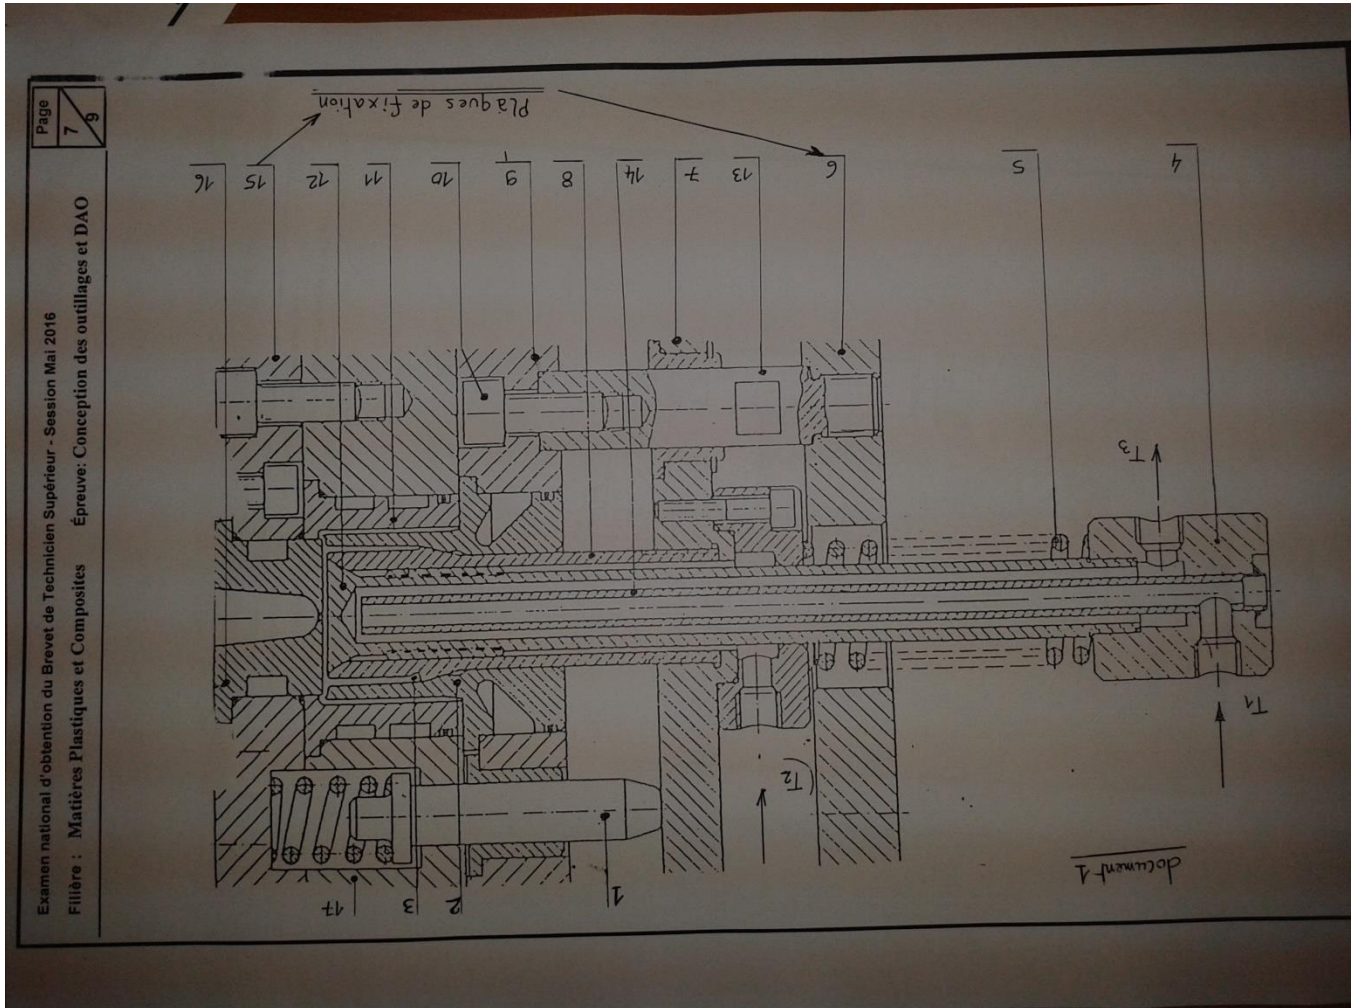 Page
7/9
Examen national d'obtention du Brevet de Technicien Supérieur - Session Mai 2016
Filière : Matières Plastiques et Composites Épreuve: Conception des outillages et DAO
Plaques de fixation
16 15 12 11 10 9 8 14 7 13 6 5 4
T3
T1
(T2
17 3 2 1
document 1